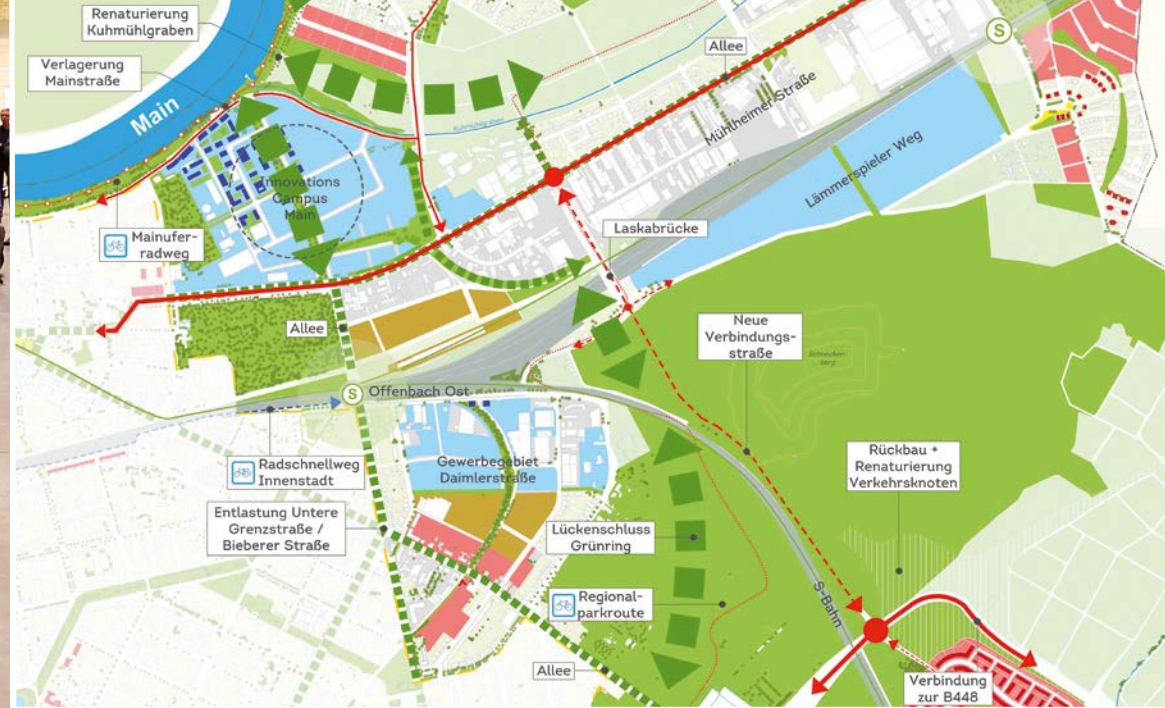 Renaturierung
Kuhmühlgraben
Verlagerung
Mainstraße
Main
Allee
S
Mühlheimer Straße
Lämmerspieler Weg
Innovations
Campus
Main
Mainufer-
radweg
Laskabrücke
Allee
Neue
Verbindungs-
straße
Schnecken-
berg
S
Offenbach Ost
Radschnellweg
Innenstadt
Gewerbegebiet
Daimlerstraße
Rückbau +
Renaturierung
Verkehrsknoten
Entlastung Untere
Grenzstraße /
Bieberer Straße
Lückenschluss
Grünring
Regional-
parkroute
S-Bahn
Allee
Verbindung
zur B448